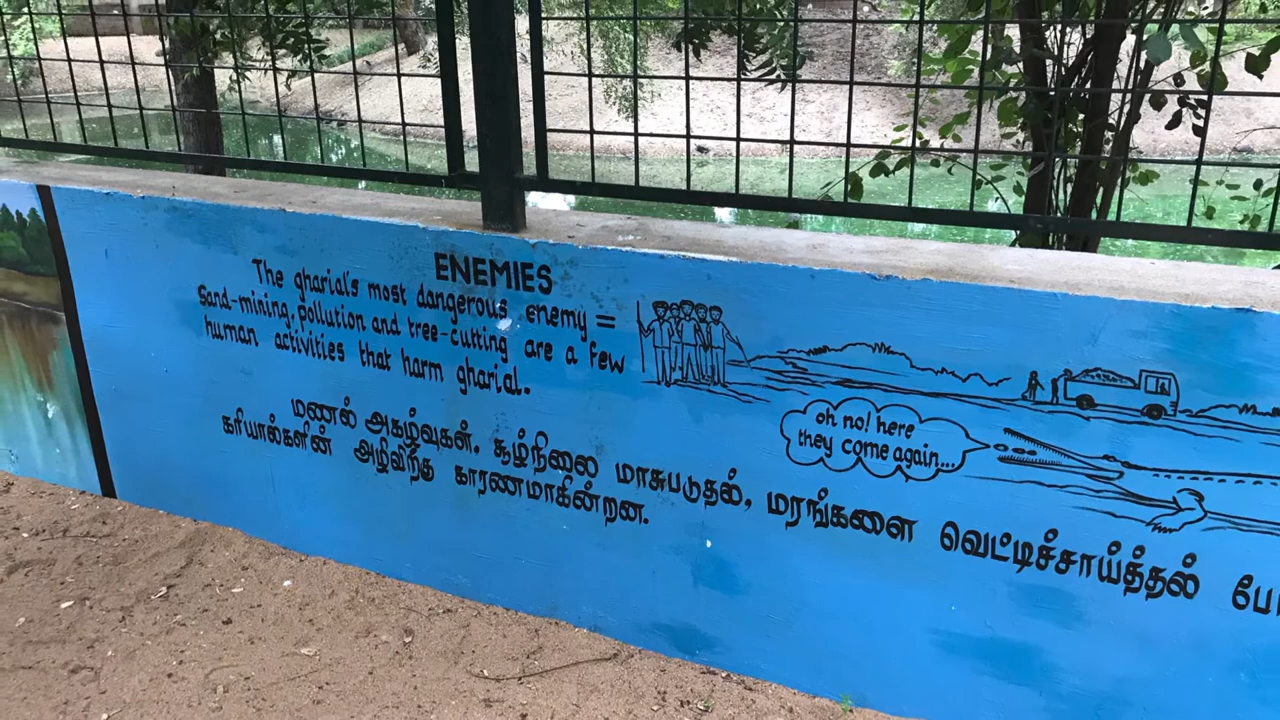 ENEMIES
The gharial's most dangerous enemy =
Sand-mining, pollution and tree-cutting are a few
human activities that harm gharial.
oh no! here
they come again...
மணல் அகழ்வுகள், சூழ்நிலை மாசுபடுதல், மரங்களை வெட்டிச்சாய்த்தல்
கரியால்களின் அழிவிற்கு காரணமாகின்றன.